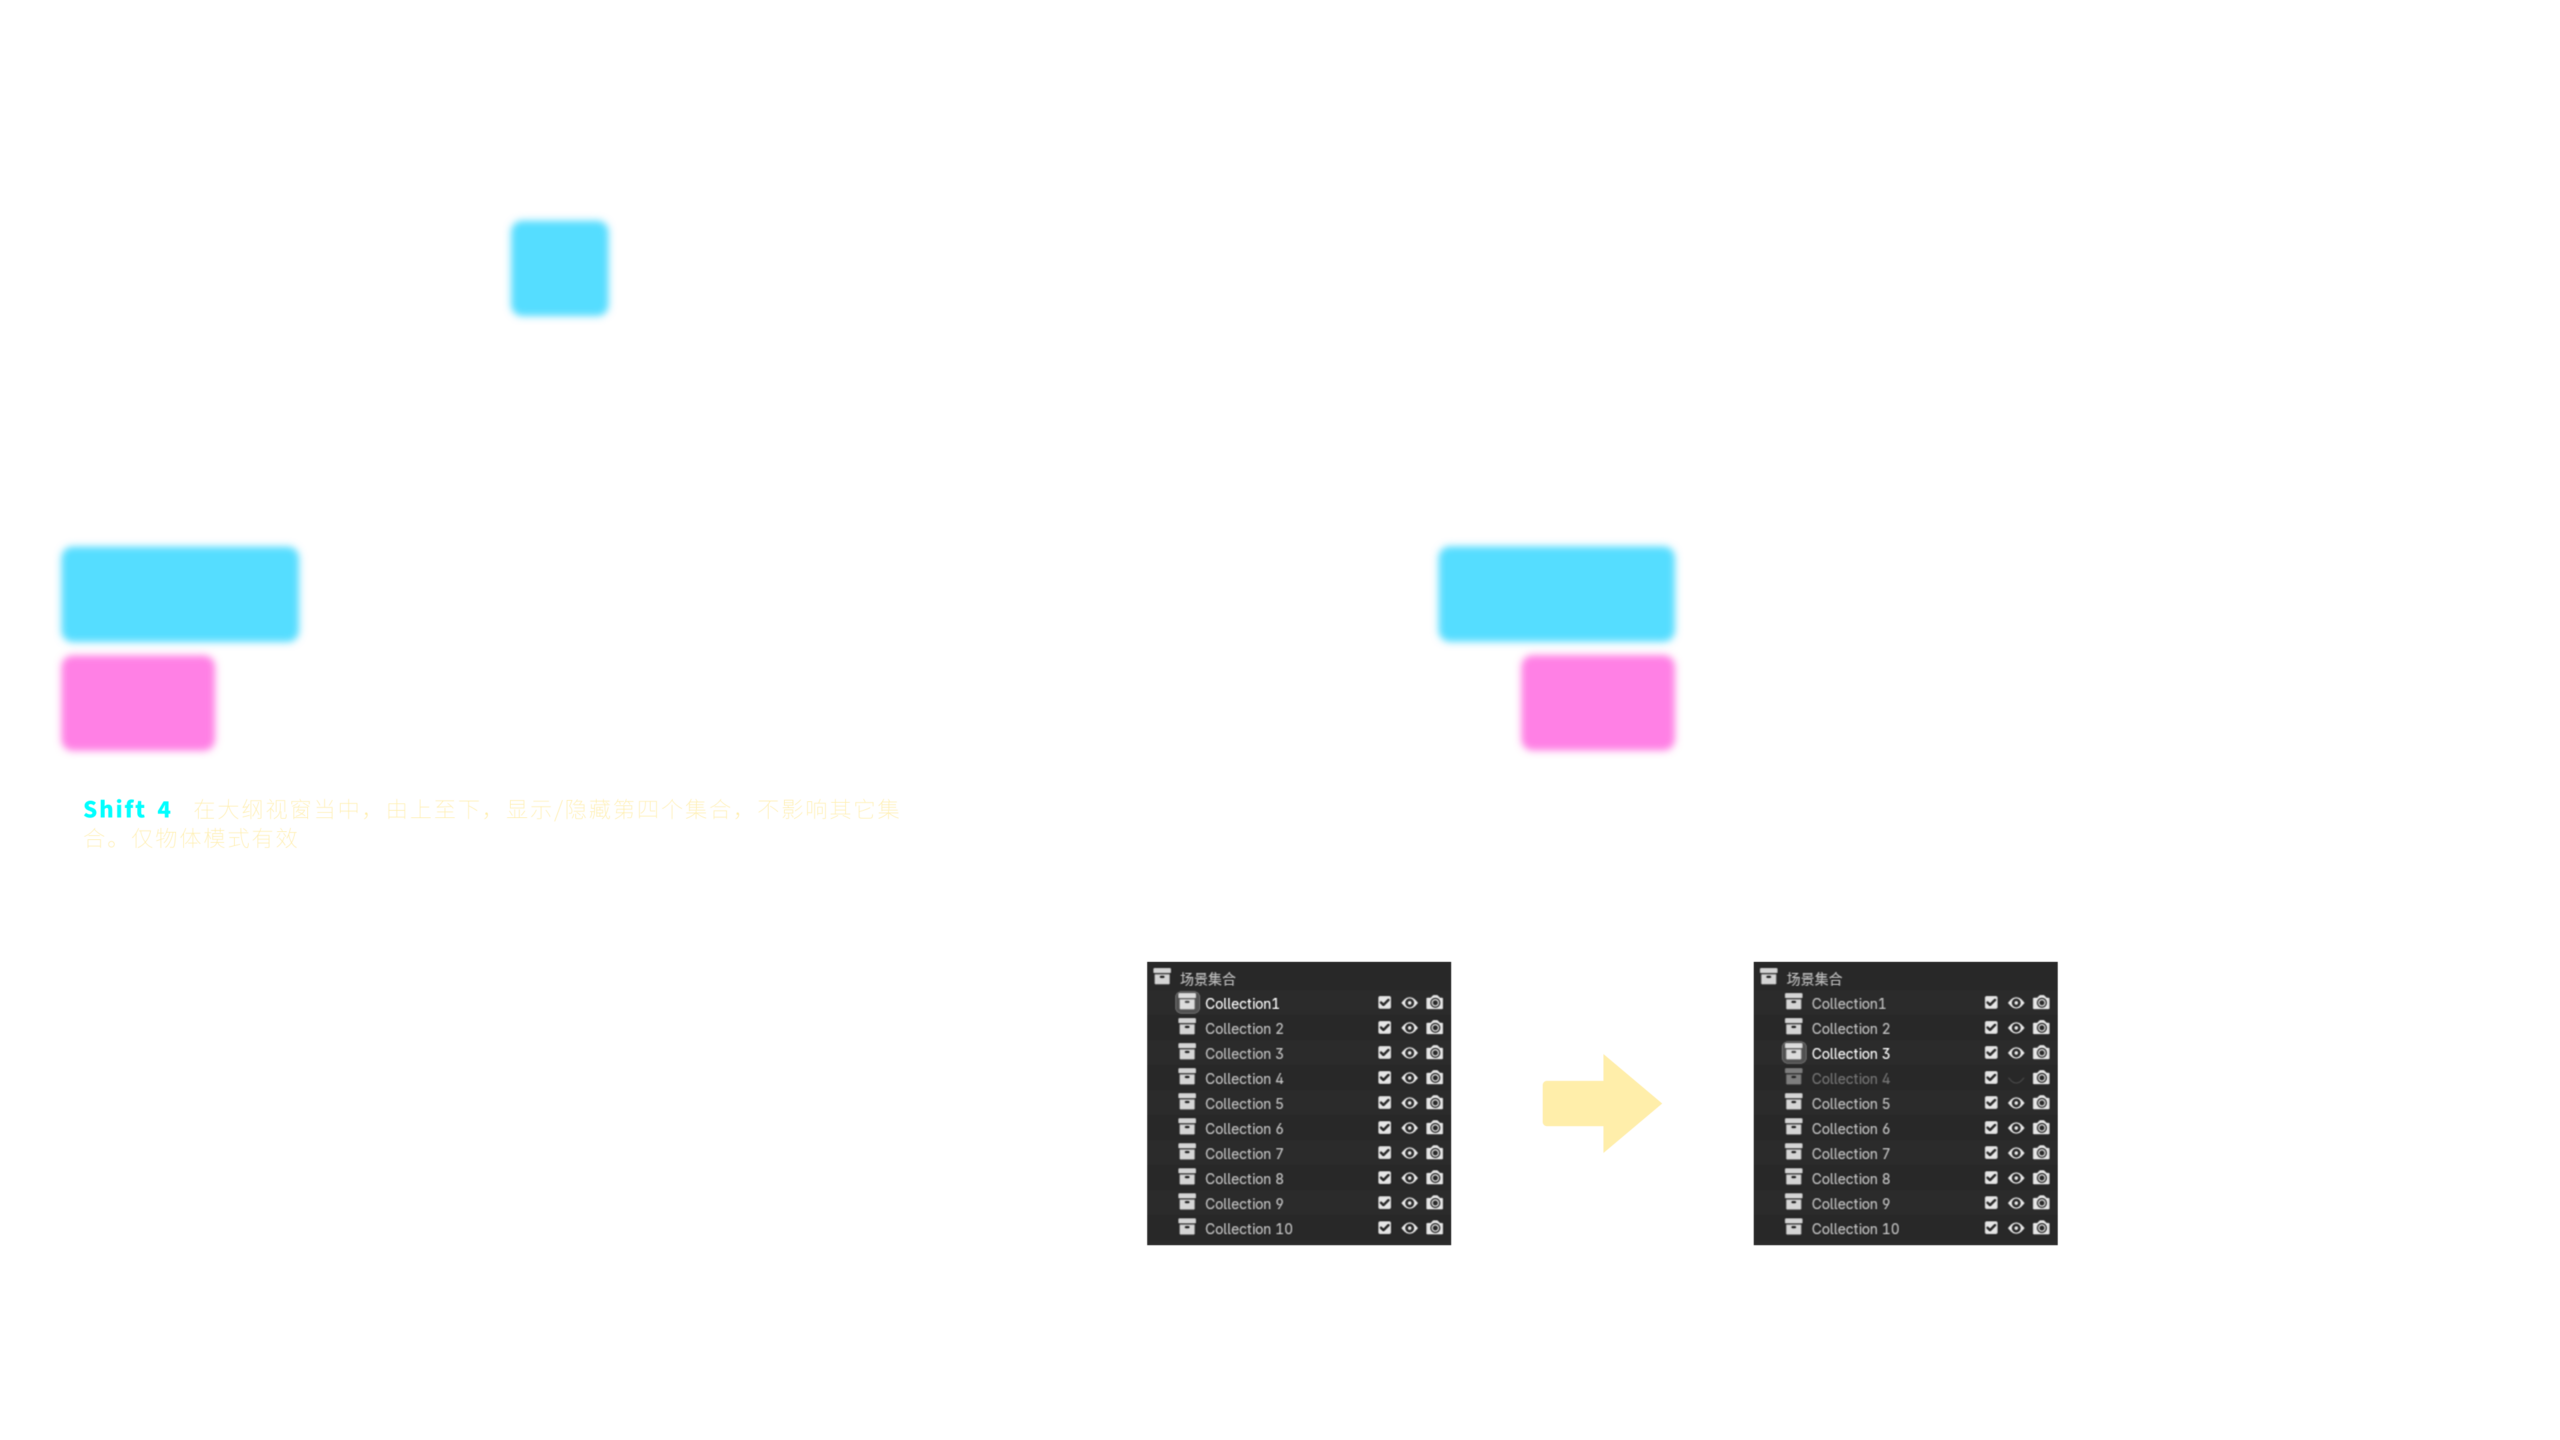 Shift 4 在大纲视窗当中，由上至下，显示/隐藏第四个集合，不影响其它集
合。仅物体模式有效
场景集合
Collection1
Collection 2
Collection 3
Collection 4
Collection 5
Collection 6
Collection 7
Collection 8
Collection 9
Collection 10
场景集合
Collection1
Collection 2
Collection 3
Collection 4
Collection 5
Collection 6
Collection 7
Collection 8
Collection 9
Collection 10